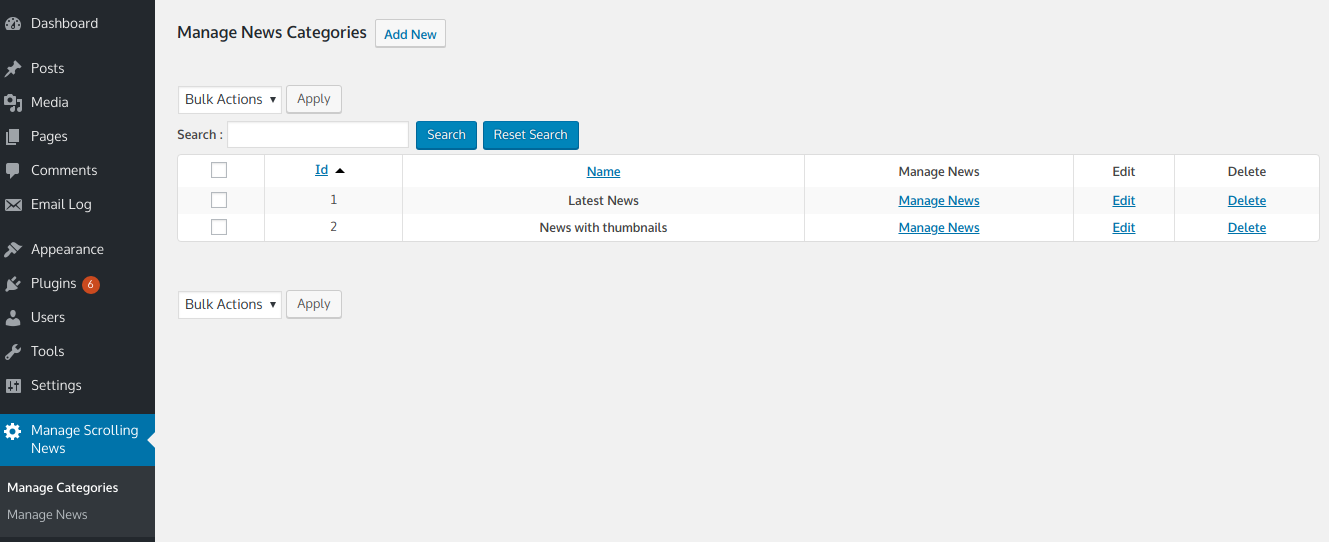 Dashboard
Posts
Media
Pages
Comments
Email Log
Appearance
Plugins 6
Users
Tools
Settings
Manage Scrolling
News
Manage Categories
Manage News
Manage News Categories Add New
Bulk Actions Apply
Search : Search Reset Search
Id Name Manage News Edit Delete
1 Latest News Manage News Edit Delete
2 News with thumbnails Manage News Edit Delete
Bulk Actions Apply